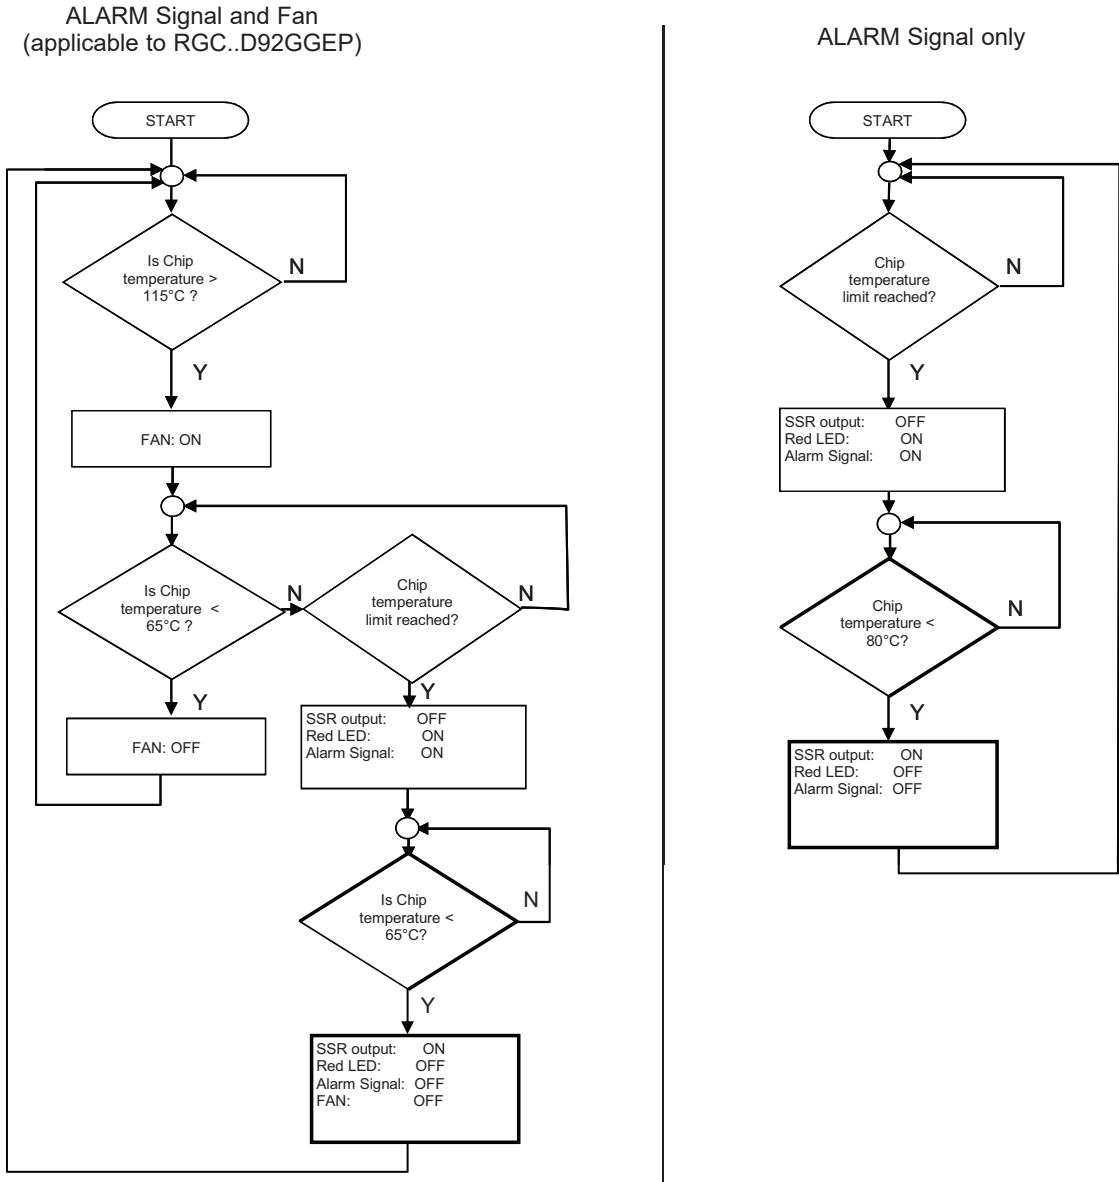 ALARM Signal and Fan
(applicable to RGC..D92GGEP)
START
Is Chip
temperature >
115°C ?
N
Y
FAN: ON
Is Chip
temperature <
65°C ?
N
Chip
temperature
limit reached?
N
Y
FAN: OFF
Y
SSR output: OFF
Red LED: ON
Alarm Signal: ON
Is Chip
temperature <
65°C?
N
Y
SSR output: ON
Red LED: OFF
Alarm Signal: OFF
FAN: OFF
ALARM Signal only
START
Chip
temperature
limit reached?
N
Y
SSR output: OFF
Red LED: ON
Alarm Signal: ON
Chip
temperature <
80°C?
N
Y
SSR output: ON
Red LED: OFF
Alarm Signal: OFF